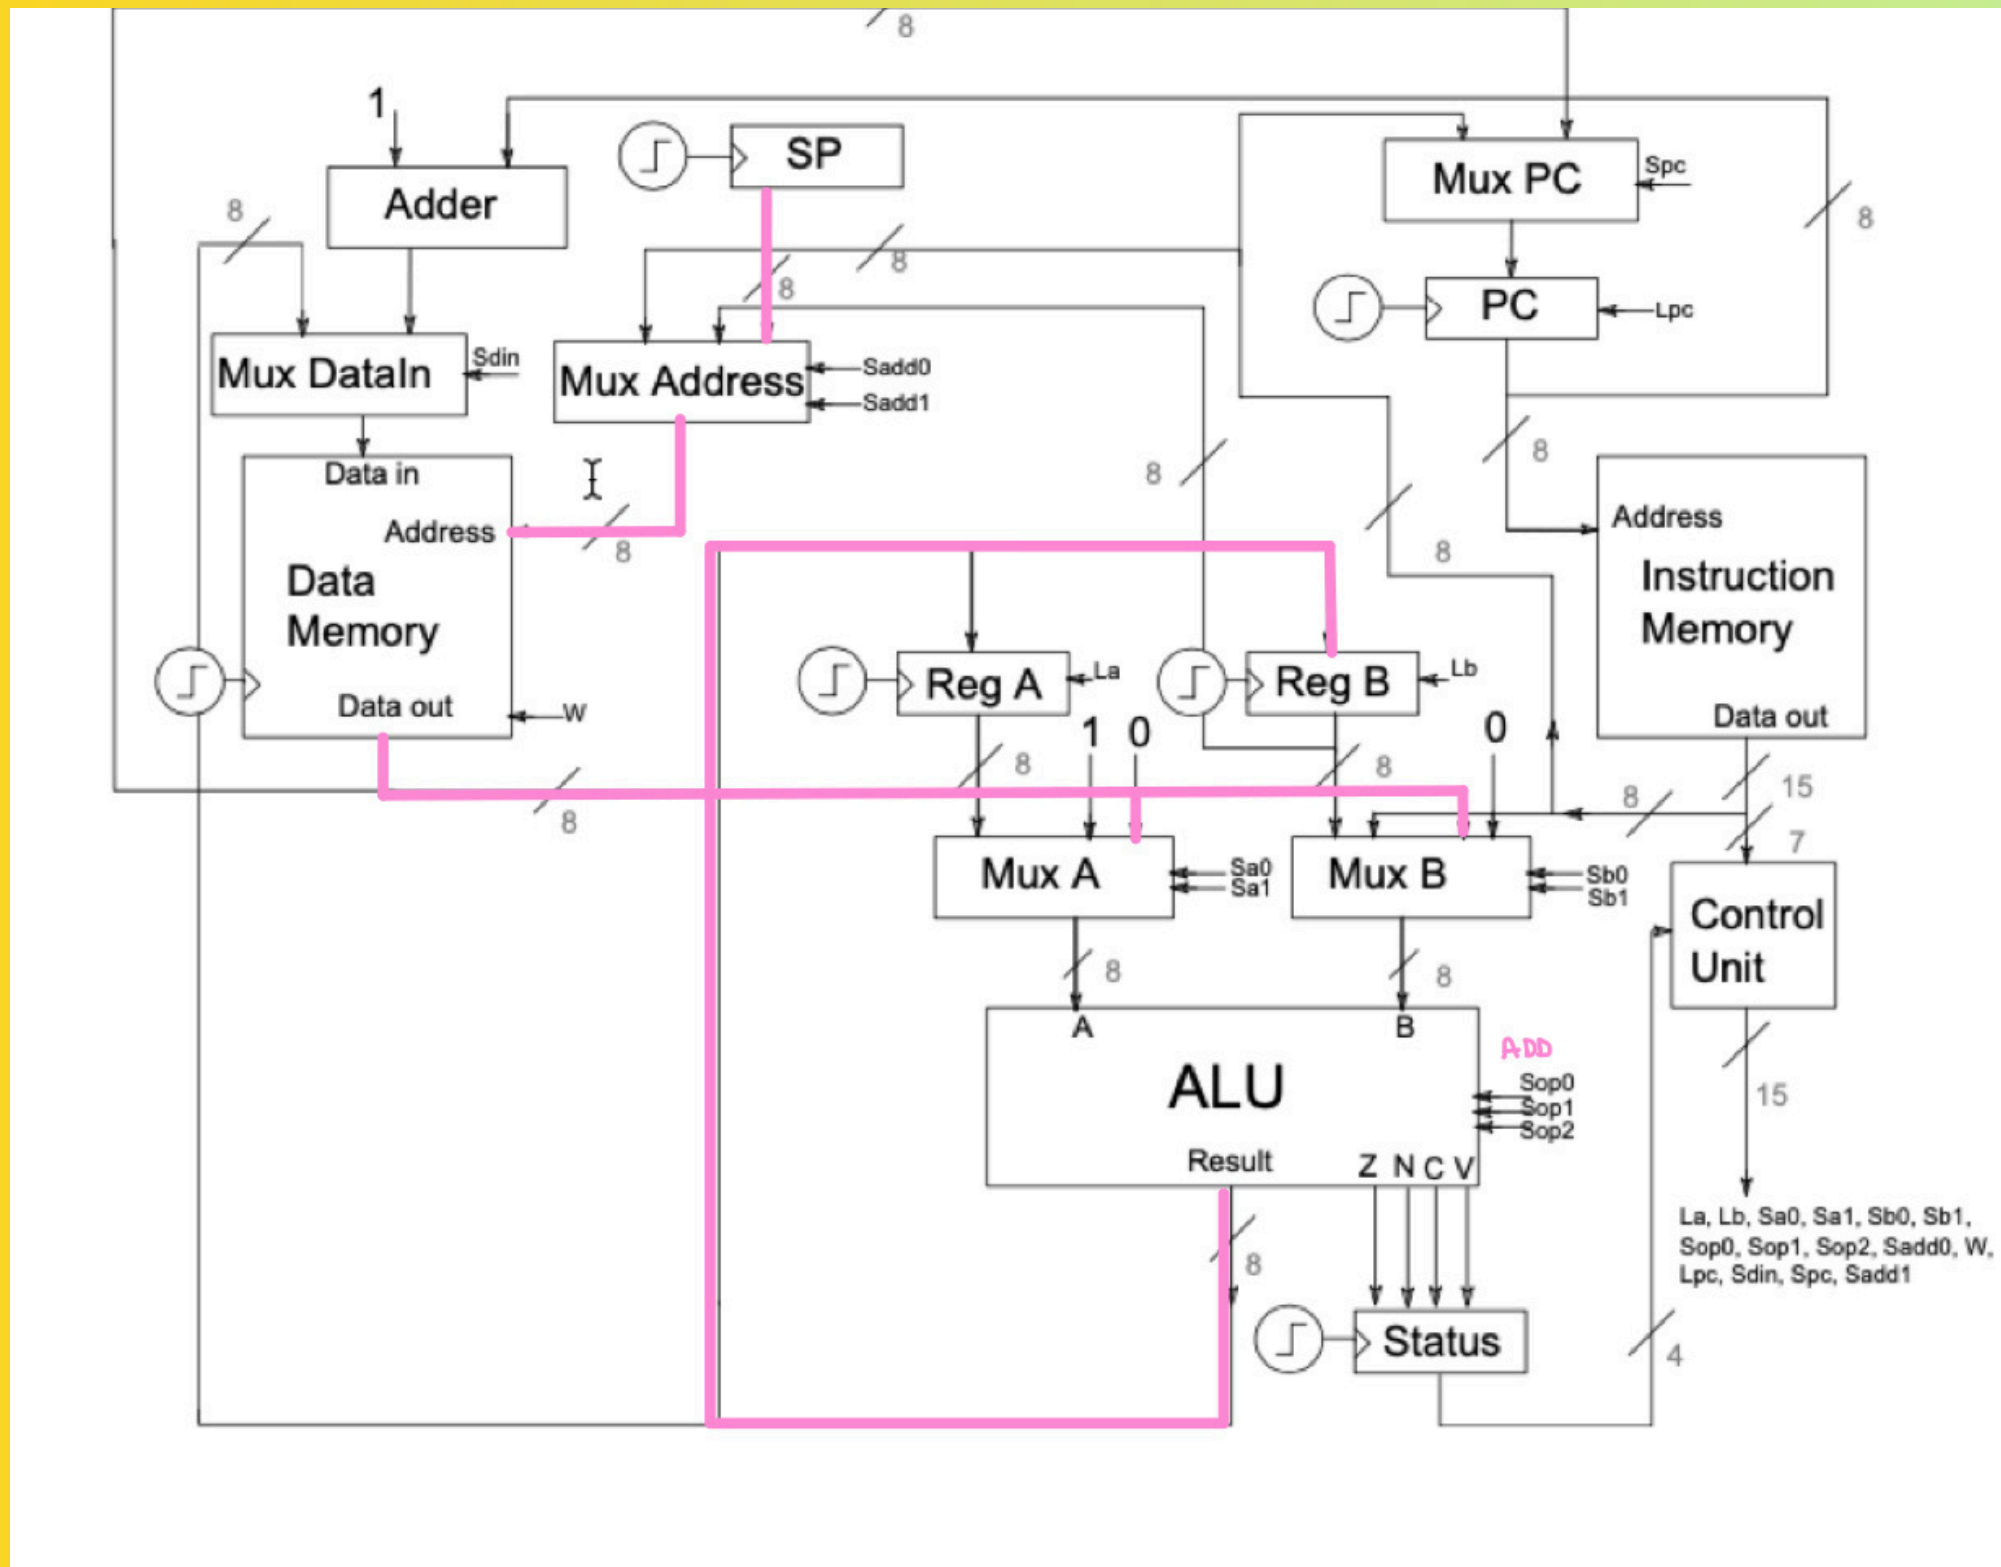 8
1
SP
Mux PC
Spc
Adder
8
8
8
8
PC
Lpc
Mux DataIn
Sdin
Mux Address
Sadd0
Sadd1
8
8
Data in
Address
8
8
Address
Data
Memory
Instruction
Memory
Reg A
La
Reg B
Lb
Data out
W
Data out
1 0
0
8
8
15
8
8
7
Mux A
Sa0
Sa1
Mux B
Sb0
Sb1
Control
Unit
8
8
A
B
ADD
ALU
Sop0
Sop1
Sop2
15
Result
Z N C V
8
La, Lb, Sa0, Sa1, Sb0, Sb1,
Sop0, Sop1, Sop2, Sadd0, W,
Lpc, Sdin, Spc, Sadd1
Status
4